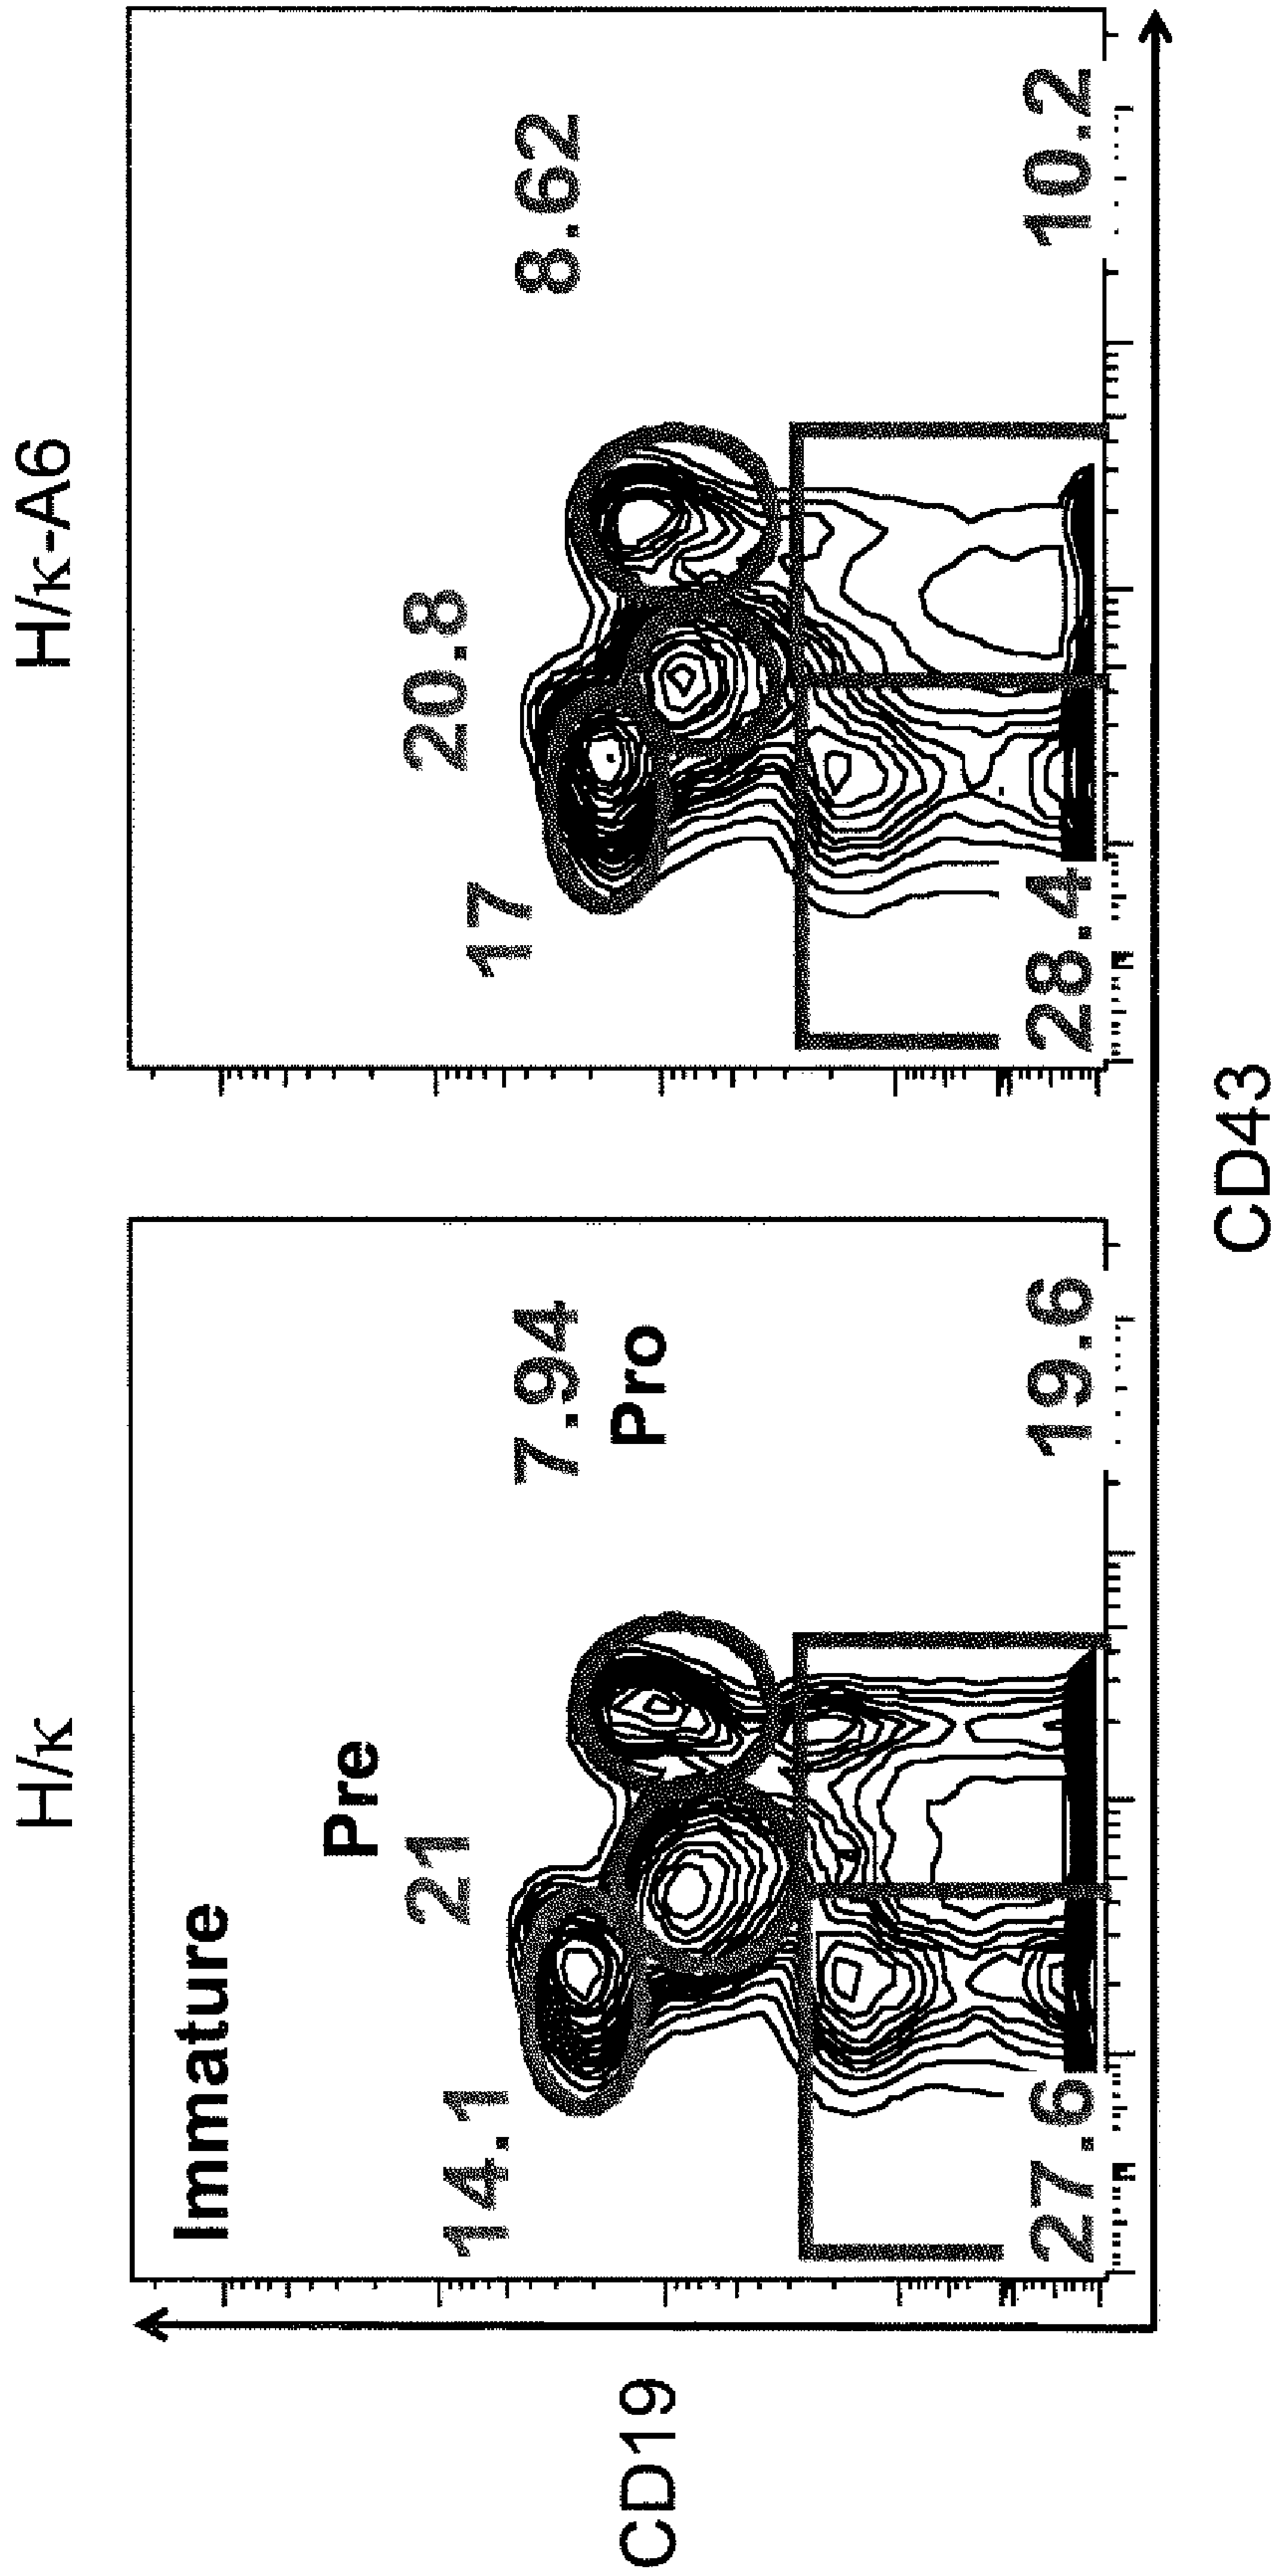 H/κ
H/κ-A6
Immature
Pre
14.1
21
7.94
Pro
27.6
19.6
17
20.8
8.62
28.4
10.2
CD19
CD43